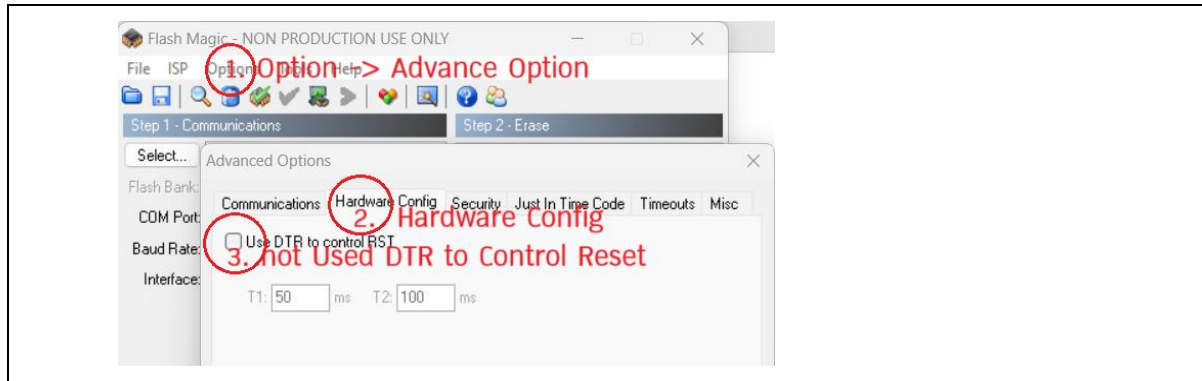 Flash Magic - NON PRODUCTION USE ONLY
File ISP Options Tools Help
1. Option -> Advance Option
Step 1 - Communications
Step 2 - Erase
Select...
Advanced Options
Flash Bank:
Communications Hardware Config Security Just In Time Code Timeouts Misc
2. Hardware Config
COM Port:
Use DTR to control RST
Baud Rate:
3. not Used DTR to Control Reset
Interface:
T1: 50 ms T2: 100 ms